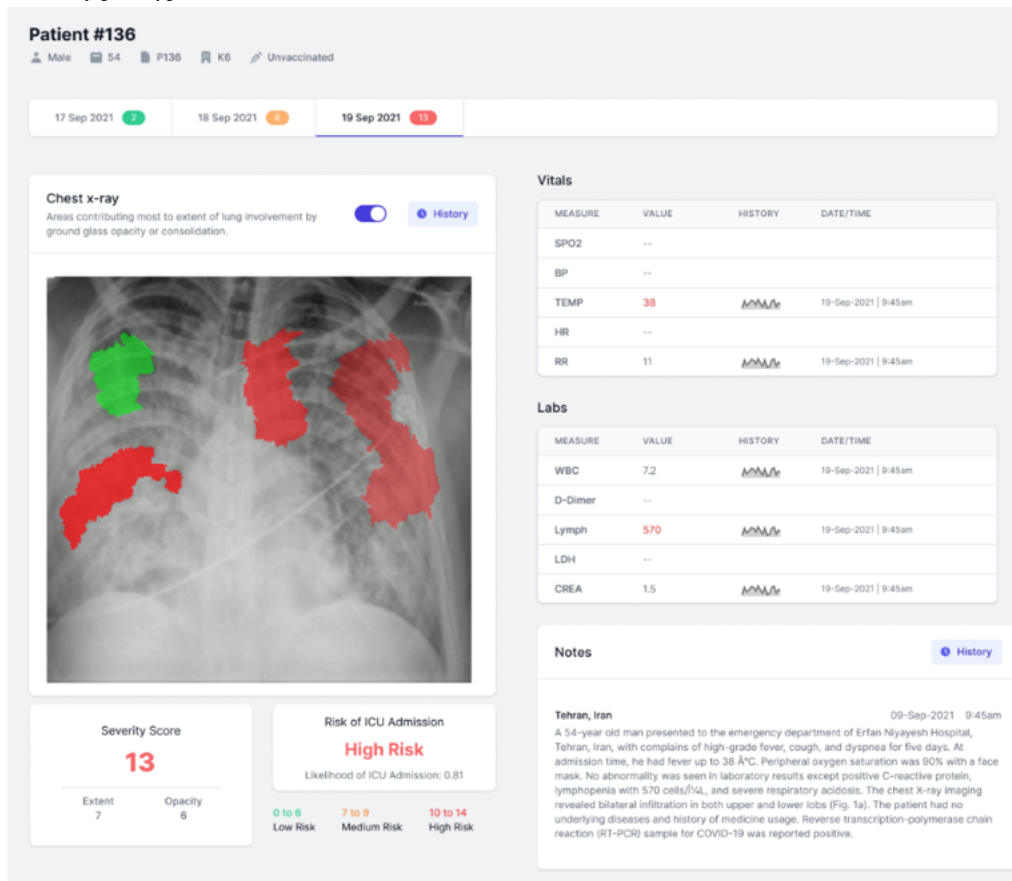 Patient #136
Male 54 P136 K6 Unvaccinated
17 Sep 2021 2 18 Sep 2021 8 19 Sep 2021 13
Chest x-ray
Areas contributing most to extent of lung involvement by
ground glass opacity or consolidation.
History
Severity Score
13
Extent Opacity
7 6
Risk of ICU Admission
High Risk
Likelihood of ICU Admission: 0.81
0 to 6 7 to 9 10 to 14
Low Risk Medium Risk High Risk
Vitals
MEASURE VALUE HISTORY DATE/TIME
SPO2 --
BP --
TEMP 38 19-Sep-2021 | 9:45am
HR --
RR 11 19-Sep-2021 | 9:45am
Labs
MEASURE VALUE HISTORY DATE/TIME
WBC 7.2 19-Sep-2021 | 9:45am
D-Dimer --
Lymph 570 19-Sep-2021 | 9:45am
LDH --
CREA 1.5 19-Sep-2021 | 9:45am
Notes
History
Tehran, Iran 09-Sep-2021 9:45am
A 54-year old man presented to the emergency department of Erfan Niyayesh Hospital,
Tehran, Iran, with complains of high-grade fever, cough, and dyspnea for five days. At
admission time, he had fever up to 38 Â°C. Peripheral oxygen saturation was 90% with a face
mask. No abnormality was seen in laboratory results except positive C-reactive protein,
lymphopenia with 570 cells/Î¼L, and severe respiratory acidosis. The chest X-ray imaging
revealed bilateral infiltration in both upper and lower lobs (Fig. 1a). The patient had no
underlying diseases and history of medicine usage. Reverse transcription-polymerase chain
reaction (RT-PCR) sample for COVID-19 was reported positive.